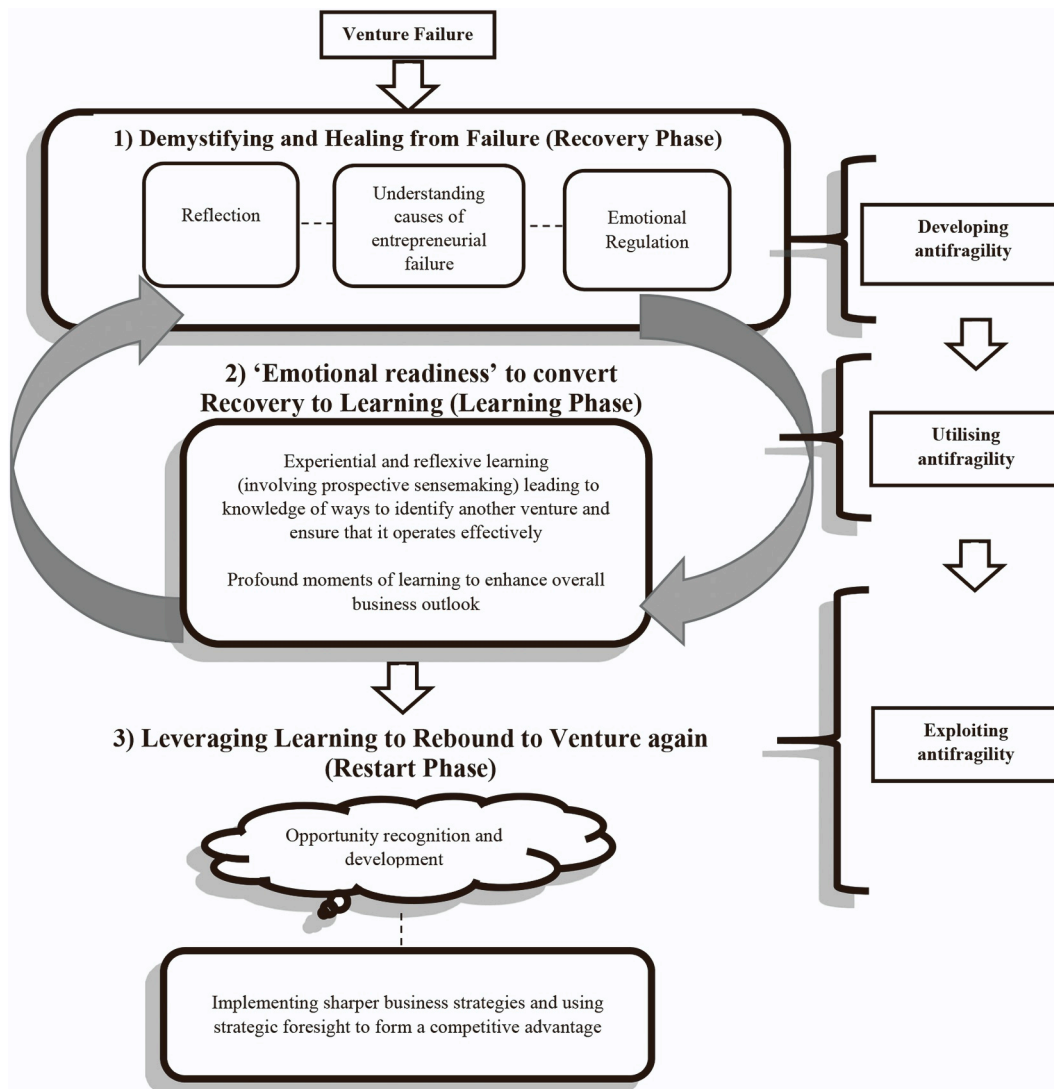 Venture Failure
1) Demystifying and Healing from Failure (Recovery Phase)
Reflection
Understanding
causes of
entrepreneurial
failure
Emotional
Regulation
Developing
antifragility
2) ‘Emotional readiness’ to convert
Recovery to Learning (Learning Phase)
Experiential and reflexive learning
(involving prospective sensemaking) leading to
knowledge of ways to identify another venture and
ensure that it operates effectively
Profound moments of learning to enhance overall
business outlook
Utilising
antifragility
3) Leveraging Learning to Rebound to Venture again
(Restart Phase)
Exploiting
antifragility
Opportunity recognition and
development
Implementing sharper business strategies and using
strategic foresight to form a competitive advantage